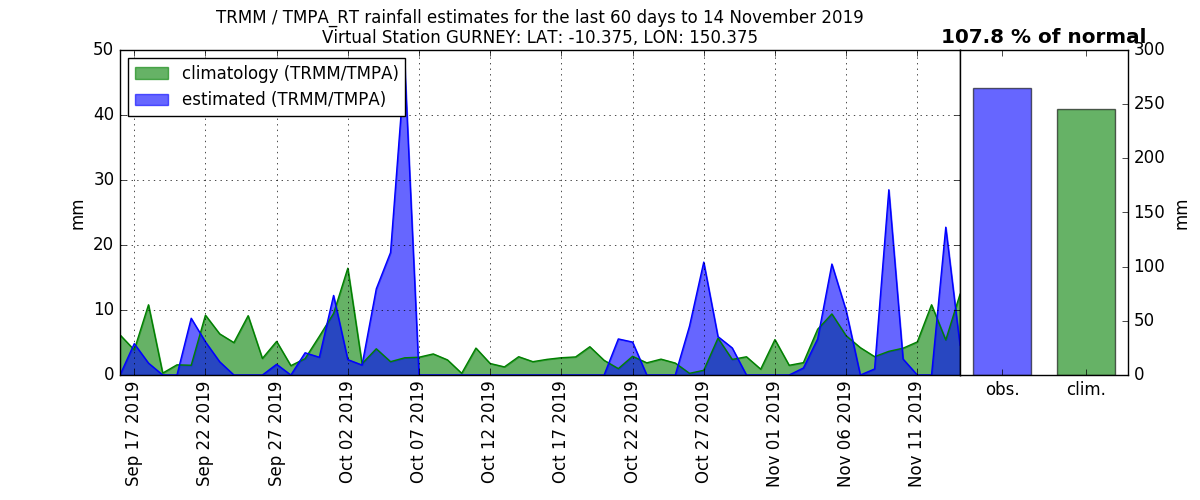 TRMM / TMPA_RT rainfall estimates for the last 60 days to 14 November 2019
Virtual Station GURNEY: LAT: -10.375, LON: 150.375
107.8 % of normal
climatology (TRMM/TMPA)
estimated (TRMM/TMPA)
50
40
30
20
10
0
mm
300
250
200
150
100
50
0
mm
Sep 17 2019
Sep 22 2019
Sep 27 2019
Oct 02 2019
Oct 07 2019
Oct 12 2019
Oct 17 2019
Oct 22 2019
Oct 27 2019
Nov 01 2019
Nov 06 2019
Nov 11 2019
obs.
clim.